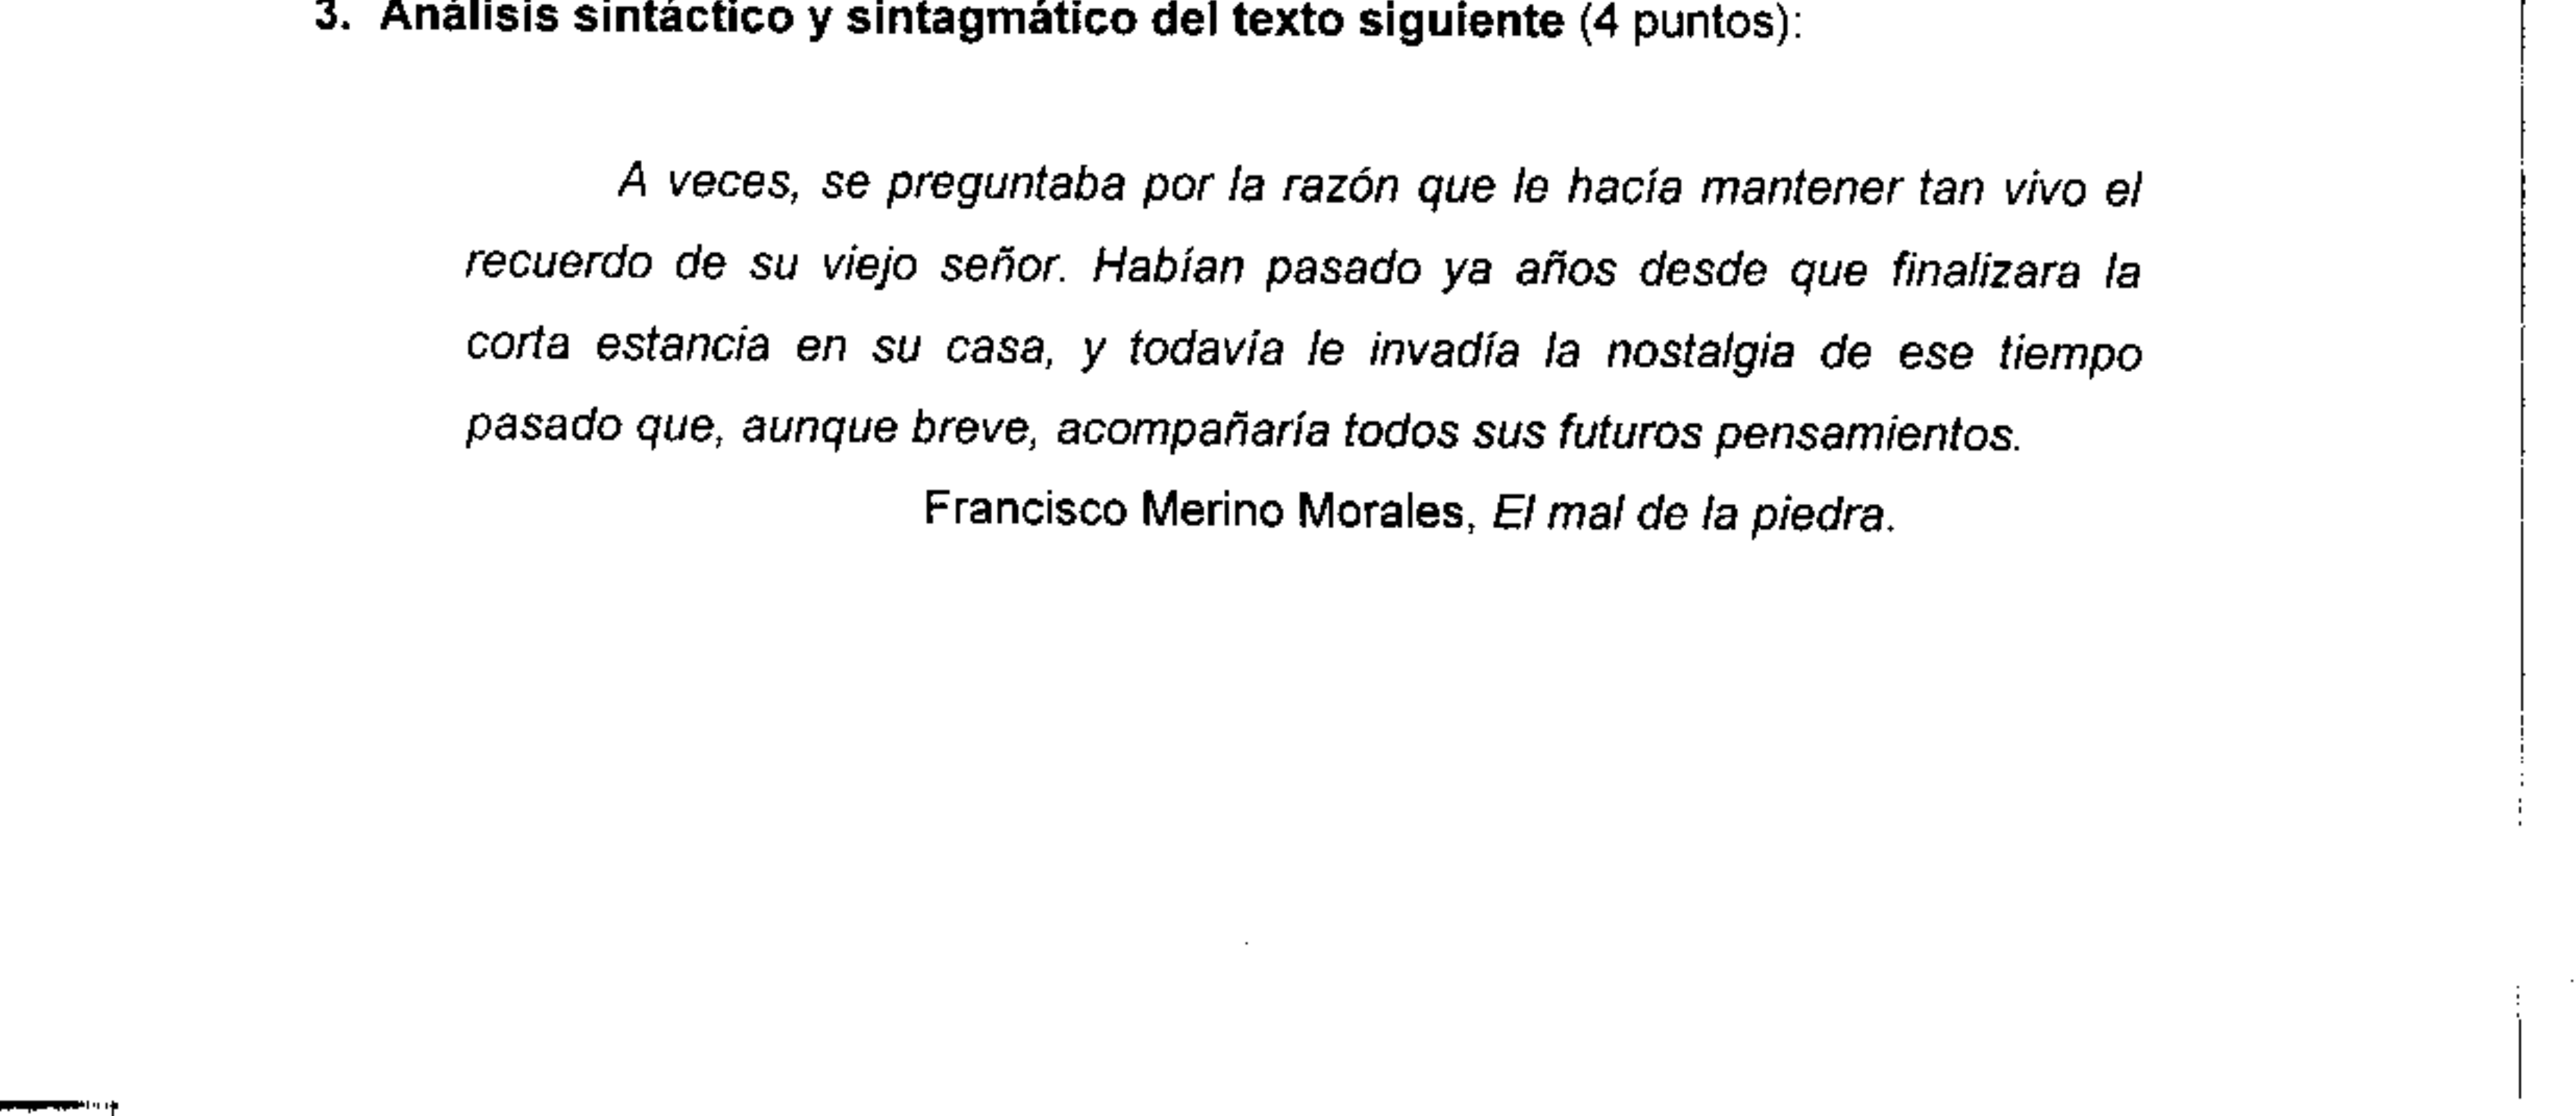 3. Análisis sintáctico y sintagmático del texto siguiente (4 puntos):
A veces, se preguntaba por la razón que le hacía mantener tan vivo el
recuerdo de su viejo señor. Habían pasado ya años desde que finalizara la
corta estancia en su casa, y todavía le invadía la nostalgia de ese tiempo
pasado que, aunque breve, acompañaría todos sus futuros pensamientos.
Francisco Merino Morales, El mal de la piedra.